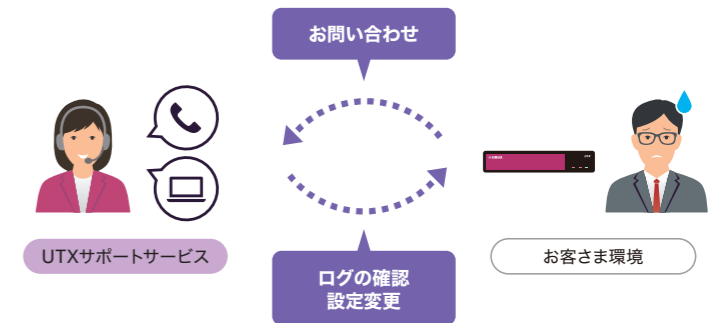 お問い合わせ
UTXサポートサービス
お客さま環境
ログの確認
設定変更